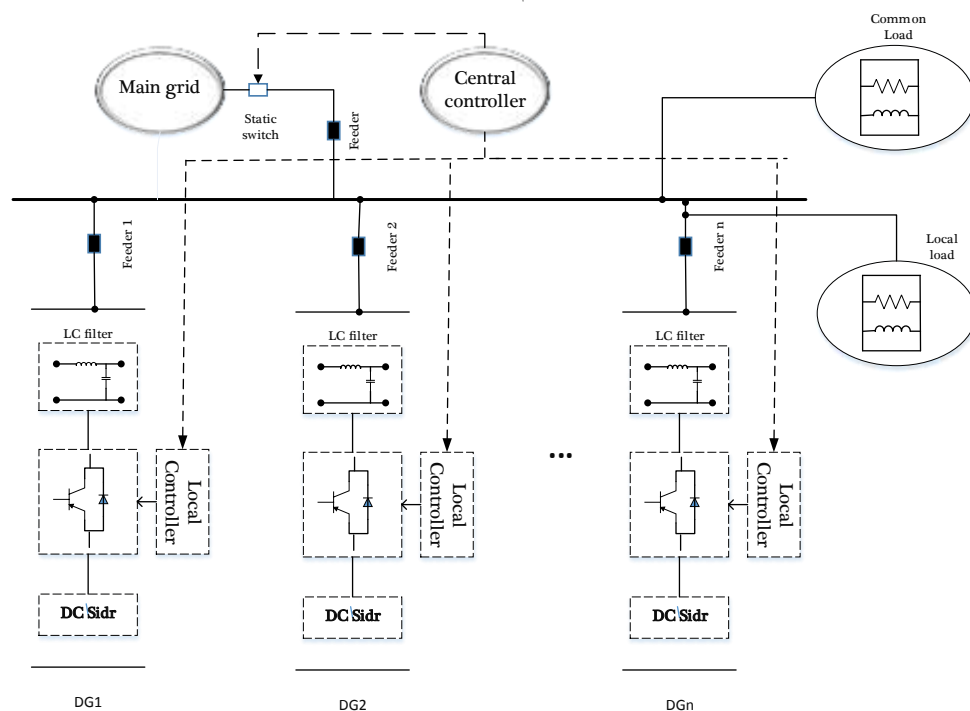 Common
Load
Main grid
Central
controller
Static
switch
Feeder
Feeder 1
Feeder 2
Feeder n
Local
load
LC filter
LC filter
LC filter
Local
Controller
Local
Controller
...
Local
Controller
DC Sidr
DC Sidr
DC Sidr
DG1
DG2
DGn